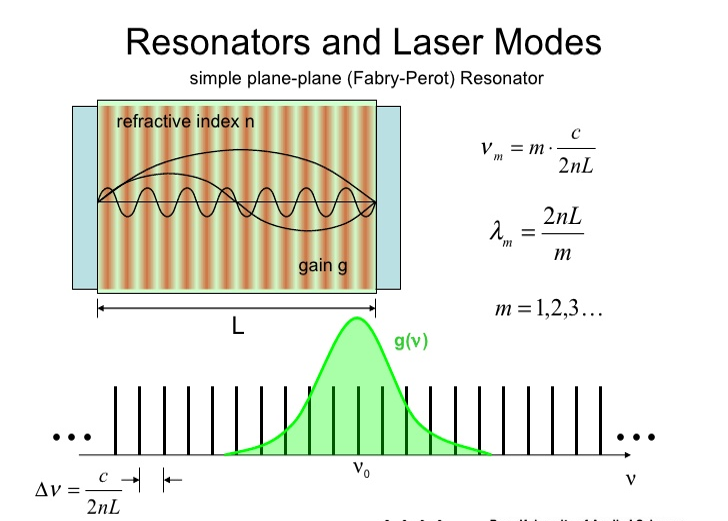 Resonators and Laser Modes
simple plane-plane (Fabry-Perot) Resonator
refractive index n
gain g
L
ν_m = m · c / 2nL
λ_m = 2nL / m
m = 1,2,3…
g(ν)
•••
•••
ν₀
ν
Δν = c / 2nL